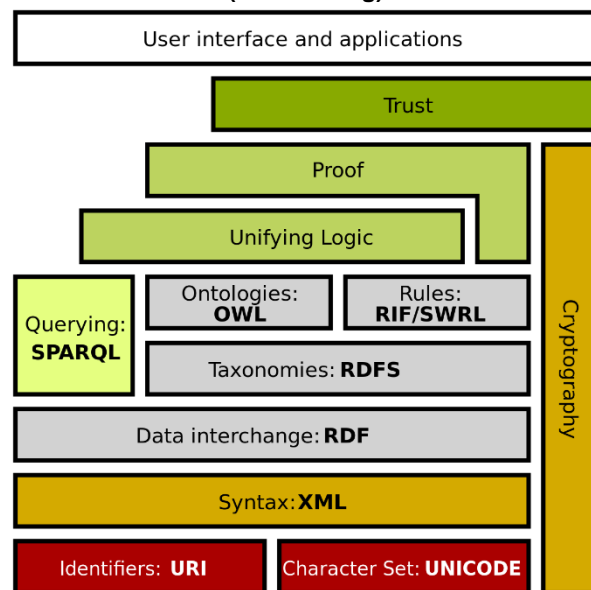 User interface and applications
Trust
Proof
Unifying Logic
Querying:
SPARQL
Ontologies:
OWL
Rules:
RIF/SWRL
Taxonomies: RDFS
Cryptography
Data interchange: RDF
Syntax: XML
Identifiers: URI
Character Set: UNICODE